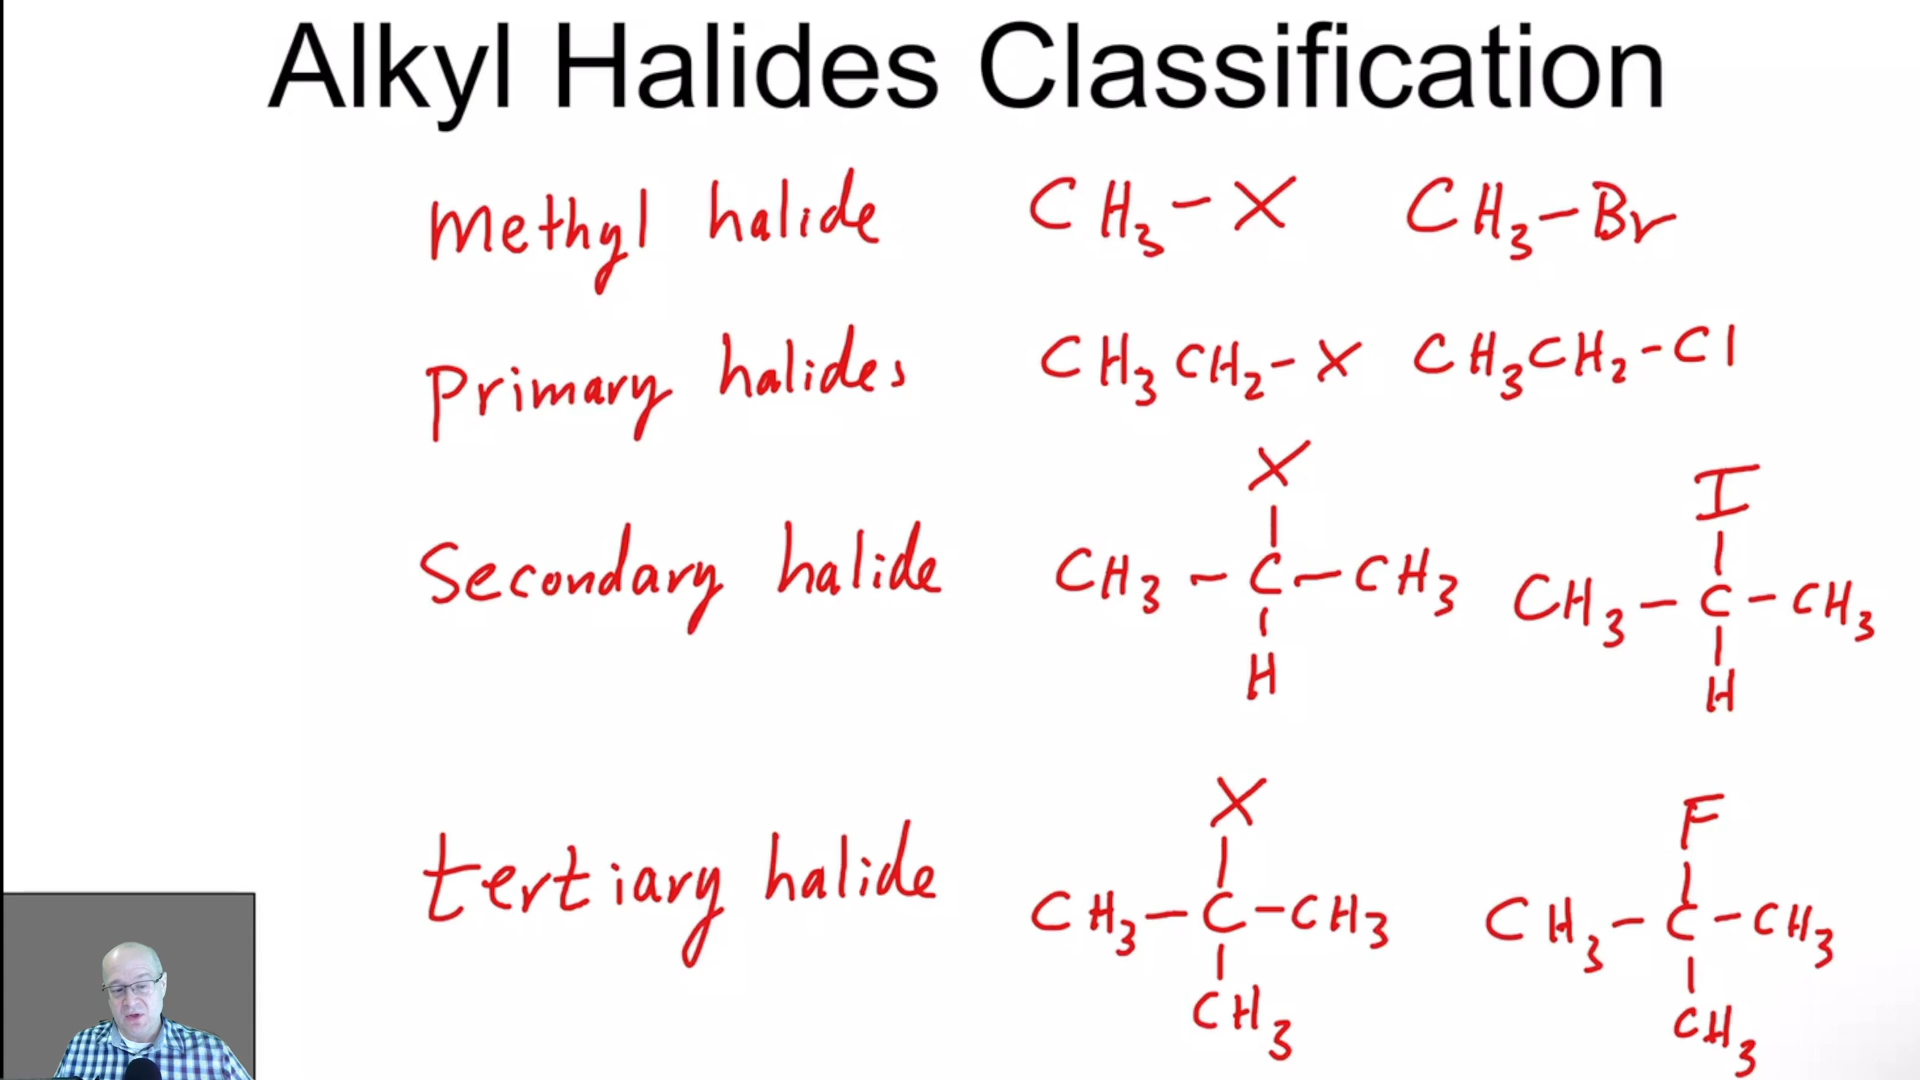 Alkyl Halides Classification
Methyl halide CH3-X CH3-Br
Primary halides CH3CH2-X CH3CH2-Cl
X
I
Secondary halide CH3-C-CH3 CH3-C-CH3
H
H
X
F
tertiary halide CH3-C-CH3 CH3-C-CH3
CH3
CH3